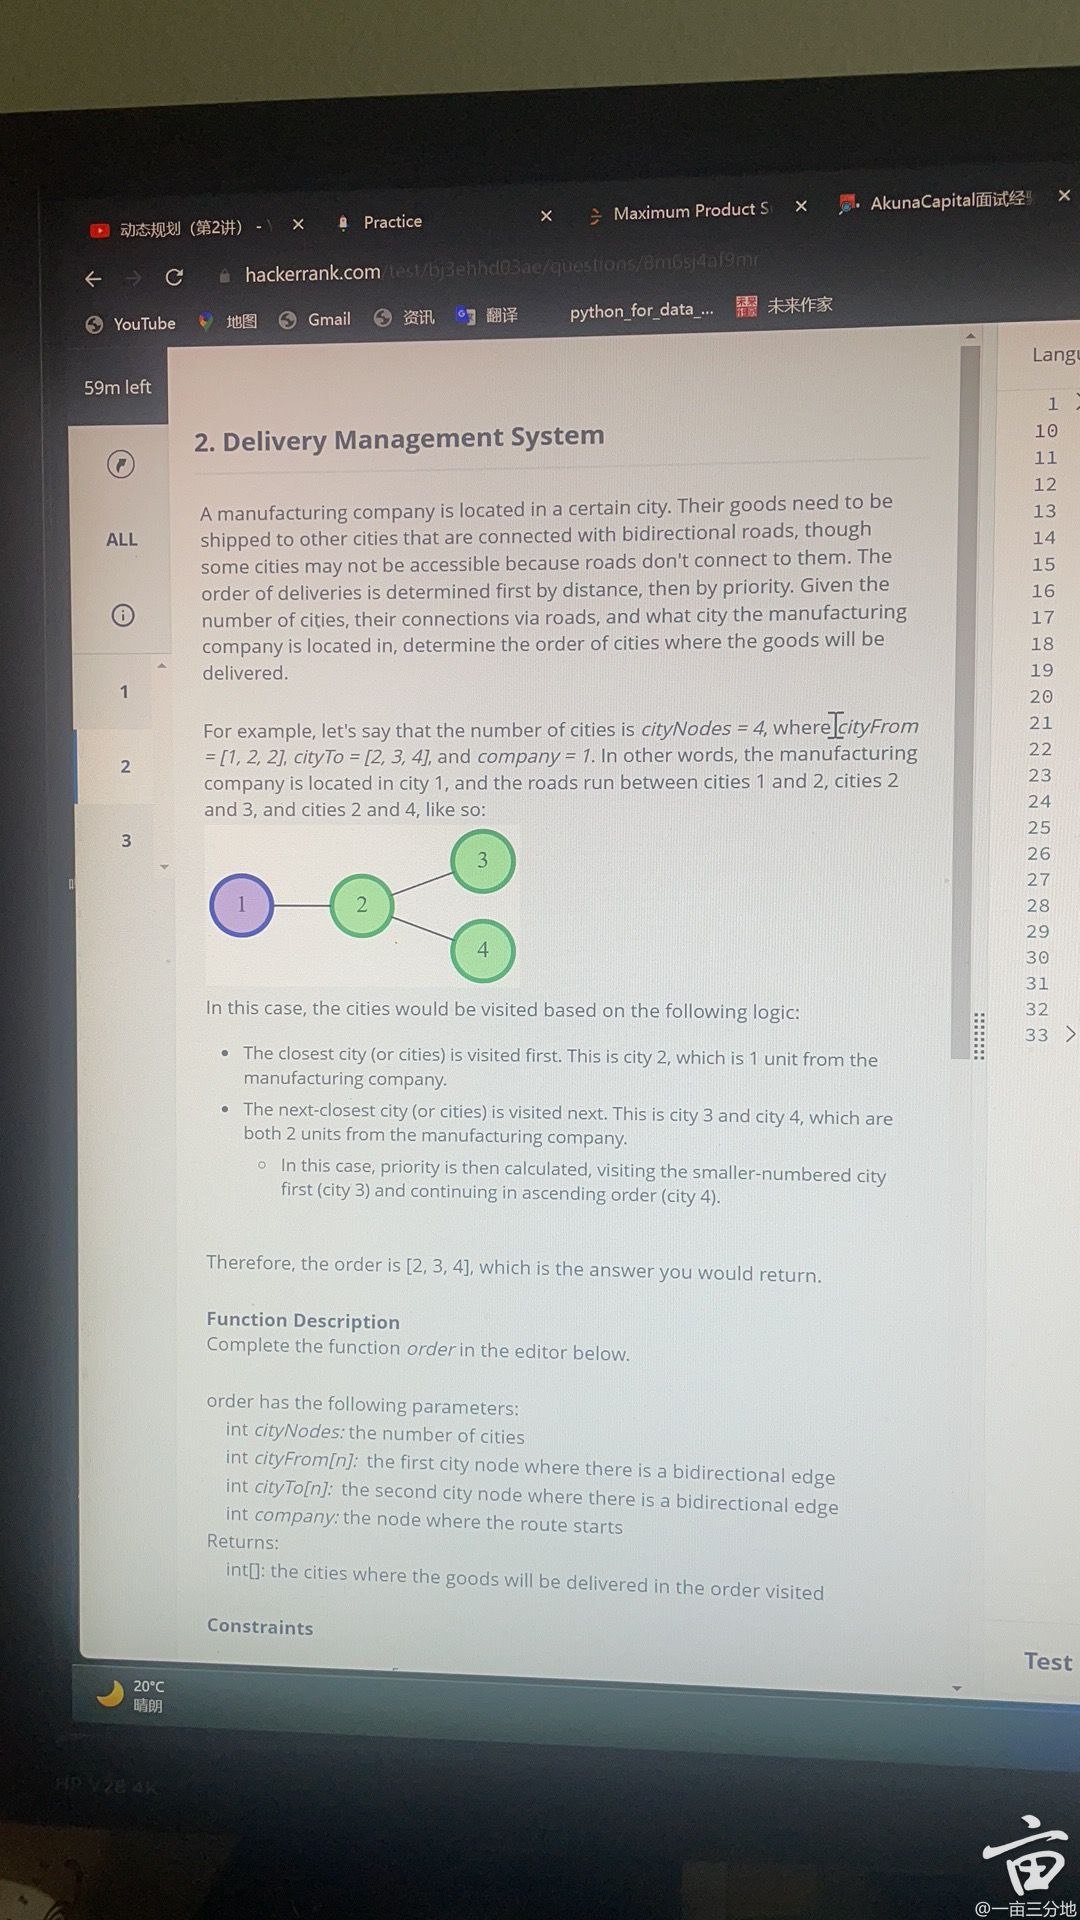 动态规划（第2讲） -
Practice
Maximum Product S
AkunaCapital面试经
hackerrank.com/test/bj3ehhd03ae/questions/8m6sj4af9mr
YouTube
地图
Gmail
资讯
翻译
python_for_data_...
未来作家
59m left
Langu
ALL
1
2
3
2. Delivery Management System
A manufacturing company is located in a certain city. Their goods need to be
shipped to other cities that are connected with bidirectional roads, though
some cities may not be accessible because roads don't connect to them. The
order of deliveries is determined first by distance, then by priority. Given the
number of cities, their connections via roads, and what city the manufacturing
company is located in, determine the order of cities where the goods will be
delivered.
For example, let's say that the number of cities is cityNodes = 4, where cityFrom
= [1, 2, 2], cityTo = [2, 3, 4], and company = 1. In other words, the manufacturing
company is located in city 1, and the roads run between cities 1 and 2, cities 2
and 3, and cities 2 and 4, like so:
3
1
2
4
In this case, the cities would be visited based on the following logic:
• The closest city (or cities) is visited first. This is city 2, which is 1 unit from the
manufacturing company.
• The next-closest city (or cities) is visited next. This is city 3 and city 4, which are
both 2 units from the manufacturing company.
○ In this case, priority is then calculated, visiting the smaller-numbered city
first (city 3) and continuing in ascending order (city 4).
Therefore, the order is [2, 3, 4], which is the answer you would return.
Function Description
Complete the function order in the editor below.
order has the following parameters:
int cityNodes: the number of cities
int cityFrom[n]: the first city node where there is a bidirectional edge
int cityTo[n]: the second city node where there is a bidirectional edge
int company: the node where the route starts
Returns:
int[]: the cities where the goods will be delivered in the order visited
Constraints
1
10
11
12
13
14
15
16
17
18
19
20
21
22
23
24
25
26
27
28
29
30
31
32
33
Test
20°C
晴朗
HP V28 4K
亩
@一亩三分地